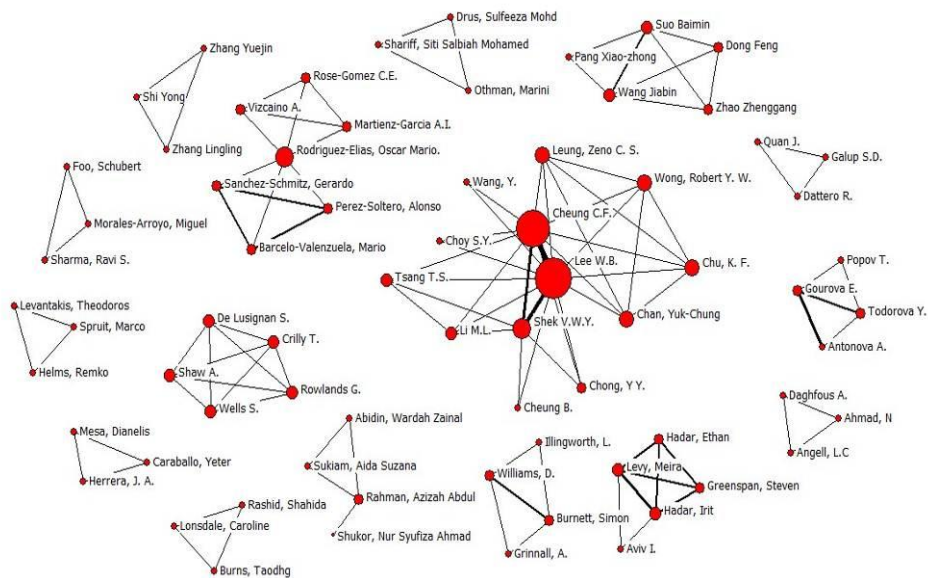 Zhang Yuejin
Shi Yong
Zhang Lingling
Drus, Sulfeeza Mohd
Shariff, Siti Salbiah Mohamed
Othman, Marini
Suo Baimin
Pang Xiao-zhong
Dong Feng
Wang Jiabin
Zhao Zhenggang
Rose-Gomez C.E.
Vizcaino A.
Martienz-Garcia A.I.
Rodriguez-Elias, Oscar Mario.
Sanchez-Schmitz, Gerardo
Perez-Soltero, Alonso
Barcelo-Valenzuela, Mario
Quan J.
Galup S.D.
Dattero R.
Foo, Schubert
Morales-Arroyo, Miguel
Sharma, Ravi S.
Leung, Zeno C. S.
Wang, Y.
Wong, Robert Y. W.
Cheung C.F.
Choy S.Y.
Lee W.B.
Chu, K. F.
Tsang T.S.
Chan, Yuk-Chung
Li M.L.
Shek V.W.Y.
Chong, Y Y.
Cheung B.
Popov T.
Gourova E.
Todorova Y.
Antonova A.
Levantakis, Theodoros
Spruit, Marco
Helms, Remko
De Lusignan S.
Crilly T.
Shaw A.
Rowlands G.
Wells S.
Daghfous A.
Ahmad, N
Angell, L.C
Mesa, Dianelis
Caraballo, Yeter
Herrera, J. A.
Abidin, Wardah Zainal
Sukiam, Aida Suzana
Rahman, Azizah Abdul
Shukor, Nur Syufiza Ahmad
Illingworth, L.
Williams, D.
Burnett, Simon
Grinnall, A.
Hadar, Ethan
Levy, Meira
Greenspan, Steven
Hadar, Irit
Aviv I.
Rashid, Shahida
Lonsdale, Caroline
Burns, Taodhg